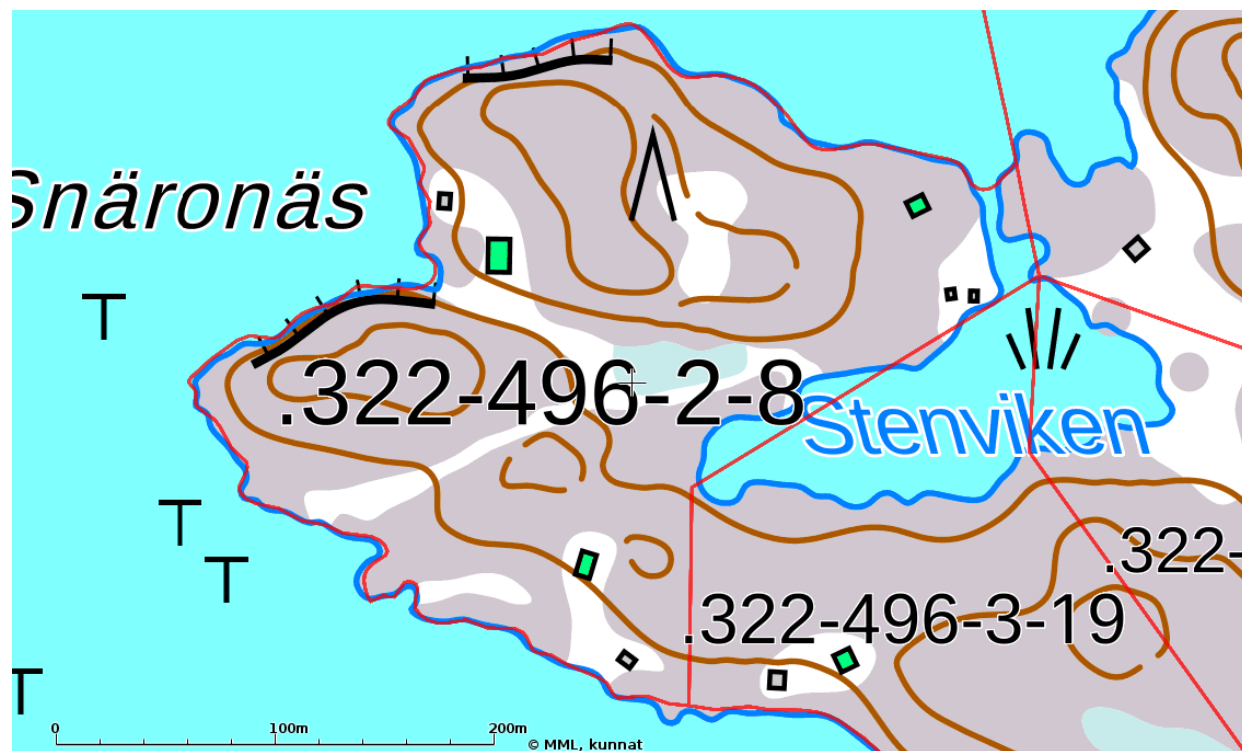 Snäronäs
.322-496-2-8
Stenviken
.322-
.322-496-3-19
0 100m 200m
© MML, kunnat